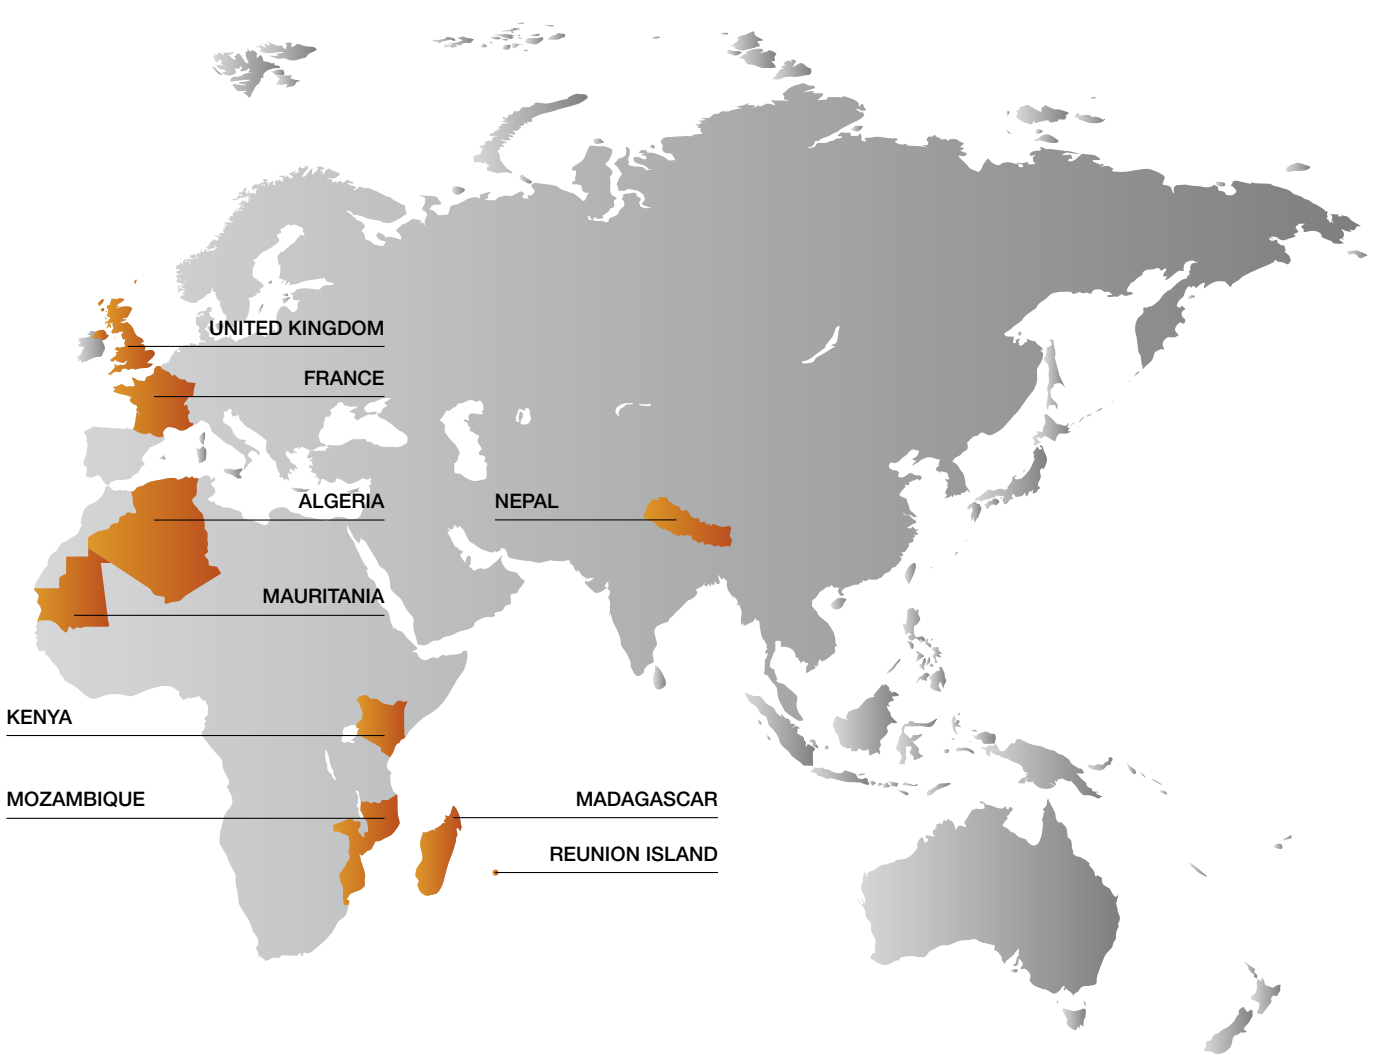 UNITED KINGDOM
FRANCE
ALGERIA
NEPAL
MAURITANIA
KENYA
MOZAMBIQUE
MADAGASCAR
REUNION ISLAND